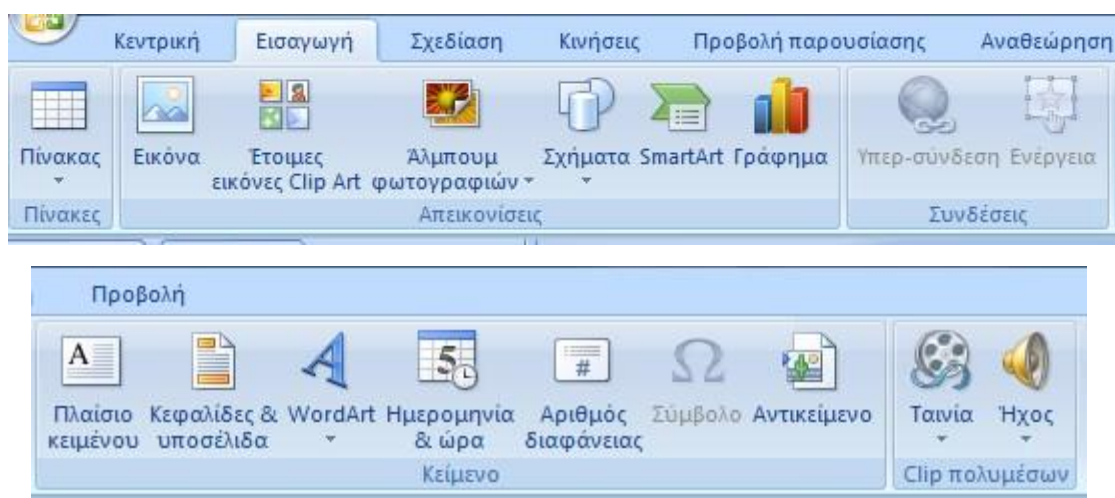 Κεντρική Εισαγωγή Σχεδίαση Κινήσεις Προβολή παρουσίασης Αναθεώρηση
Πίνακας Εικόνα Έτοιμες Άλμπουμ Σχήματα SmartArt Γράφημα Υπερ-σύνδεση Ενέργεια
εικόνες Clip Art φωτογραφιών
Πίνακες Απεικονίσεις Συνδέσεις
Προβολή
A 5 # Ω
Πλαίσιο Κεφαλίδες & WordArt Ημερομηνία Αριθμός Σύμβολο Αντικείμενο Ταινία Ήχος
κειμένου υποσέλιδα & ώρα διαφάνειας
Κείμενο Clip πολυμέσων